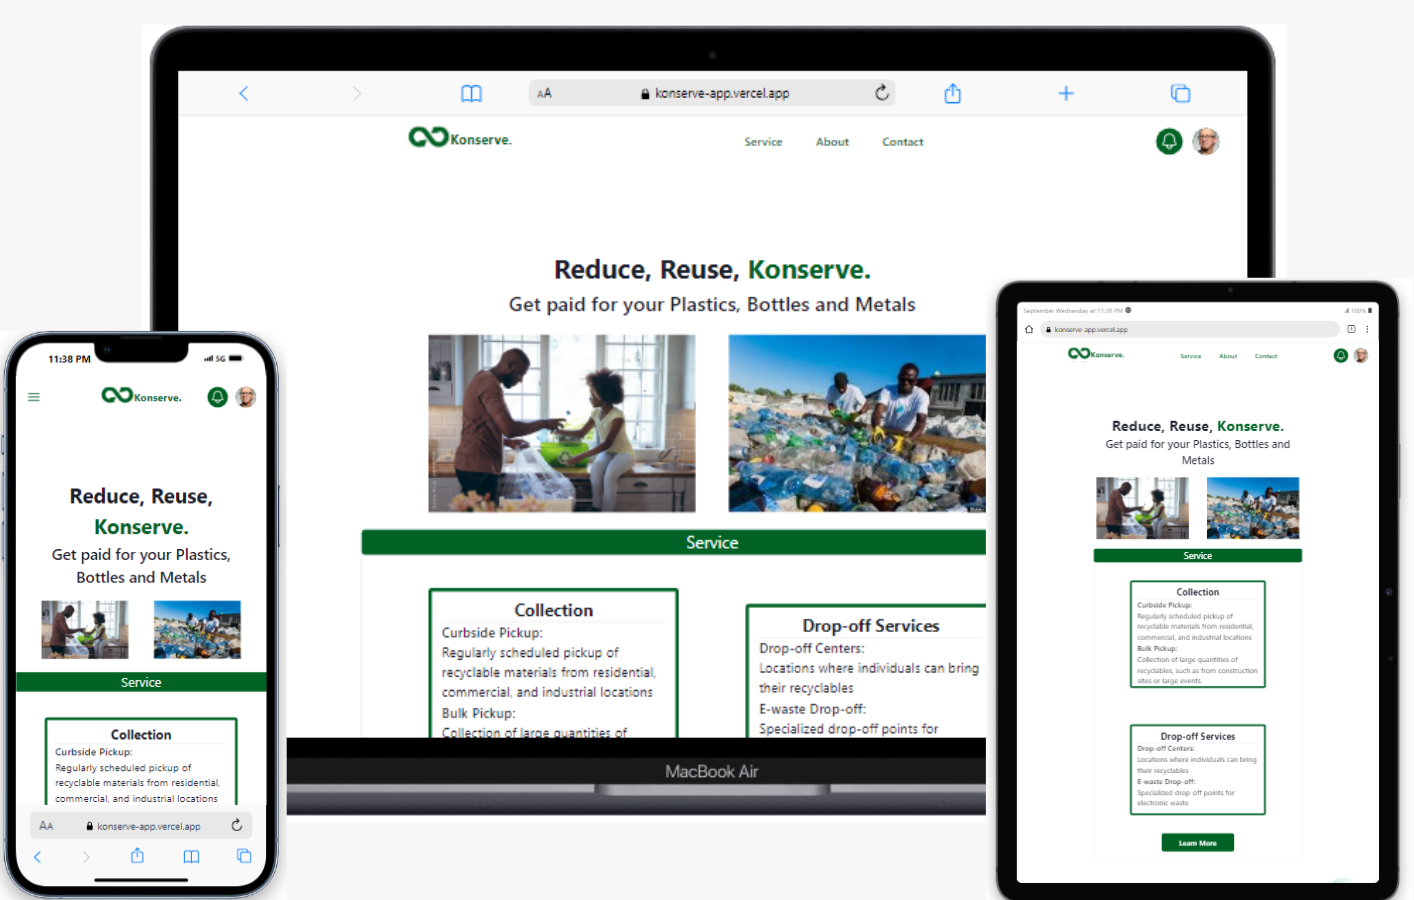 AA konserve-app.vercel.app
Konserve.
Service About Contact
Reduce, Reuse, Konserve.
Get paid for your Plastics, Bottles and Metals
Service
Collection
Curbside Pickup:
Regularly scheduled pickup of
recyclable materials from residential,
commercial, and industrial locations
Bulk Pickup:
Collection of large quantities of
Drop-off Services
Drop-off Centers:
Locations where individuals can bring
their recyclables
E-waste Drop-off:
Specialized drop-off points for
MacBook Air
11:38 PM 5G
Konserve.
Reduce, Reuse,
Konserve.
Get paid for your Plastics,
Bottles and Metals
Service
Collection
Curbside Pickup:
Regularly scheduled pickup of
recyclable materials from residential,
commercial, and industrial locations
AA konserve-app.vercel.app
September Wednesday at 11:39 PM 100%
konserve-app.vercel.app
Konserve.
Service About Contact
Reduce, Reuse, Konserve.
Get paid for your Plastics, Bottles and
Metals
Service
Collection
Curbside Pickup:
Regularly scheduled pickup of
recyclable materials from residential,
commercial, and industrial locations
Bulk Pickup:
Collection of large quantities of
recyclables, such as from construction
sites or large events.
Drop-off Services
Drop-off Centers:
Locations where individuals can bring
their recyclables
E-waste Drop-off:
Specialized drop-off points for
electronic waste
Learn More